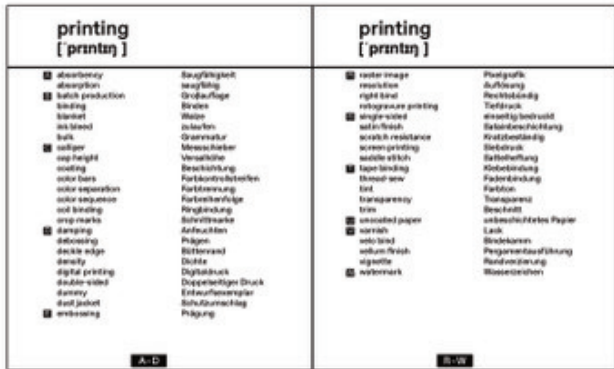 printing
[ˈprɪntɪŋ ]
A absorbency Saugfähigkeit
absorption saugfähig
B batch production Großauflage
binding Binden
blanket Walze
ink bleed zulaufen
bulk Grammatur
C calliper Messschieber
cap height Versalhöhe
coating Beschichtung
color bars Farbkontrollstreifen
color separation Farbtrennung
color sequence Farbreihenfolge
coil binding Ringbindung
crop marks Schnittmarke
D damping Anfeuchten
debossing Prägen
deckle edge Büttenrand
density Dichte
digital printing Digitaldruck
double-sided Doppelseitiger Druck
dummy Entwurfsexemplar
dust jacket Schutzumschlag
E embossing Prägung
A–D
printing
[ˈprɪntɪŋ ]
R raster image Pixelgrafik
resolution Auflösung
right bind Rechtsbündig
rotogravure printing Tiefdruck
S single-sided einseitig bedruckt
satin finish Satainbeschichtung
scratch resistance Kratzbeständig
screen printing Siebdruck
saddle stitch Sattelheftung
T tape binding Klebebindung
thread-sew Fadenbindung
tint Farbton
transparency Transparenz
trim Beschnitt
U uncoated paper unbeschichtetes Papier
V varnish Lack
velo bind Bindekamm
vellum finish Pergamentausführung
vignette Randverzierung
W watermark Wasserzeichen
R–W